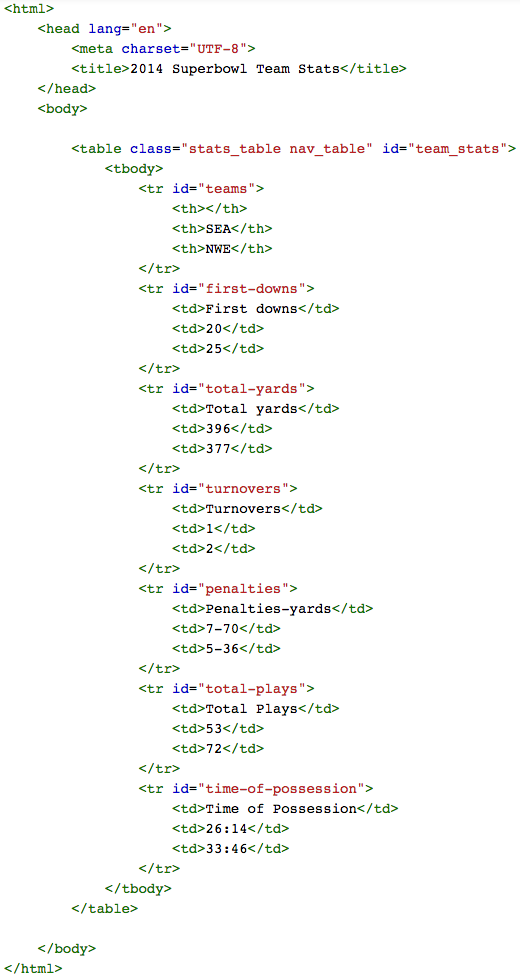 <html>
<head lang="en">
<meta charset="UTF-8">
<title>2014 Superbowl Team Stats</title>
</head>
<body>
<table class="stats_table nav_table" id="team_stats">
<tbody>
<tr id="teams">
<th></th>
<th>SEA</th>
<th>NWE</th>
</tr>
<tr id="first-downs">
<td>First downs</td>
<td>20</td>
<td>25</td>
</tr>
<tr id="total-yards">
<td>Total yards</td>
<td>396</td>
<td>377</td>
</tr>
<tr id="turnovers">
<td>Turnovers</td>
<td>1</td>
<td>2</td>
</tr>
<tr id="penalties">
<td>Penalties-yards</td>
<td>7-70</td>
<td>5-36</td>
</tr>
<tr id="total-plays">
<td>Total Plays</td>
<td>53</td>
<td>72</td>
</tr>
<tr id="time-of-possession">
<td>Time of Possession</td>
<td>26:14</td>
<td>33:46</td>
</tr>
</tbody>
</table>
</body>
</html>